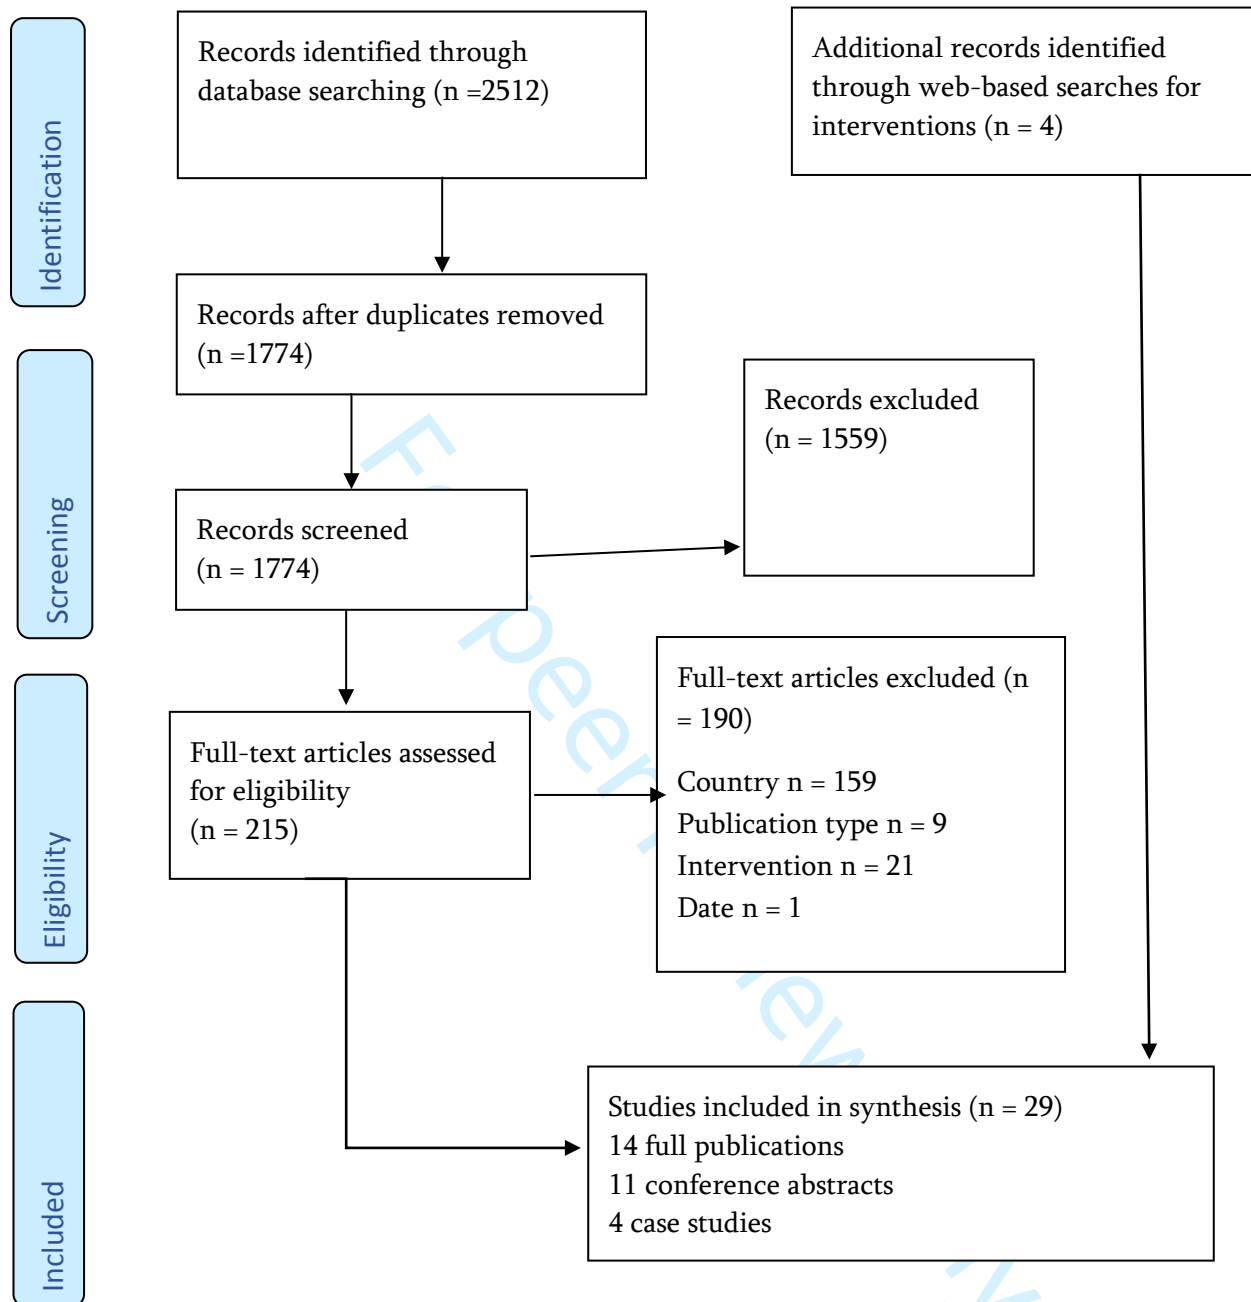 Identification
Records identified through
database searching (n =2512)
Additional records identified
through web-based searches for
interventions (n = 4)
Records after duplicates removed
(n =1774)
Screening
Records screened
(n = 1774)
Records excluded
(n = 1559)
Eligibility
Full-text articles assessed
for eligibility
(n = 215)
Full-text articles excluded (n
= 190)
Country n = 159
Publication type n = 9
Intervention n = 21
Date n = 1
Included
Studies included in synthesis (n = 29)
14 full publications
11 conference abstracts
4 case studies